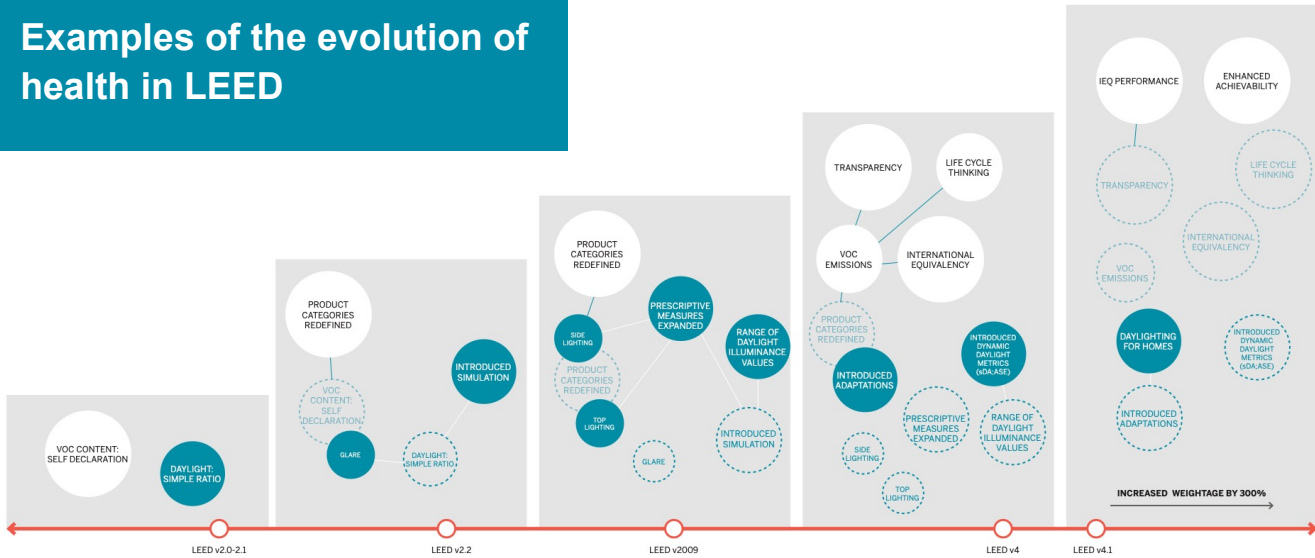 Examples of the evolution of
health in LEED
VOC CONTENT:
SELF DECLARATION
DAYLIGHT:
SIMPLE RATIO
PRODUCT
CATEGORIES
REDEFINED
VOC
CONTENT:
SELF
DECLARATION
GLARE
DAYLIGHT:
SIMPLE RATIO
INTRODUCED
SIMULATION
PRODUCT
CATEGORIES
REDEFINED
SIDE
LIGHTING
PRODUCT
CATEGORIES
REDEFINED
TOP
LIGHTING
PRESCRIPTIVE
MEASURES
EXPANDED
RANGE OF
DAYLIGHT
ILLUMINANCE
VALUES
GLARE
INTRODUCED
SIMULATION
TRANSPARENCY
LIFE CYCLE
THINKING
VOC
EMISSIONS
INTERNATIONAL
EQUIVALENCY
PRODUCT
CATEGORIES
REDEFINED
INTRODUCED
ADAPTATIONS
INTRODUCED
DYNAMIC
DAYLIGHT
METRICS
(sDA;ASE)
PRESCRIPTIVE
MEASURES
EXPANDED
RANGE OF
DAYLIGHT
ILLUMINANCE
VALUES
SIDE
LIGHTING
TOP
LIGHTING
IEQ PERFORMANCE
ENHANCED
ACHIEVABILITY
TRANSPARENCY
LIFE CYCLE
THINKING
INTERNATIONAL
EQUIVALENCY
VOC
EMISSIONS
DAYLIGHTING
FOR HOMES
INTRODUCED
DYNAMIC
DAYLIGHT
METRICS
(sDA;ASE)
INTRODUCED
ADAPTATIONS
INCREASED WEIGHTAGE BY 300%
LEED v2.0-2.1
LEED v2.2
LEED v2009
LEED v4
LEED v4.1